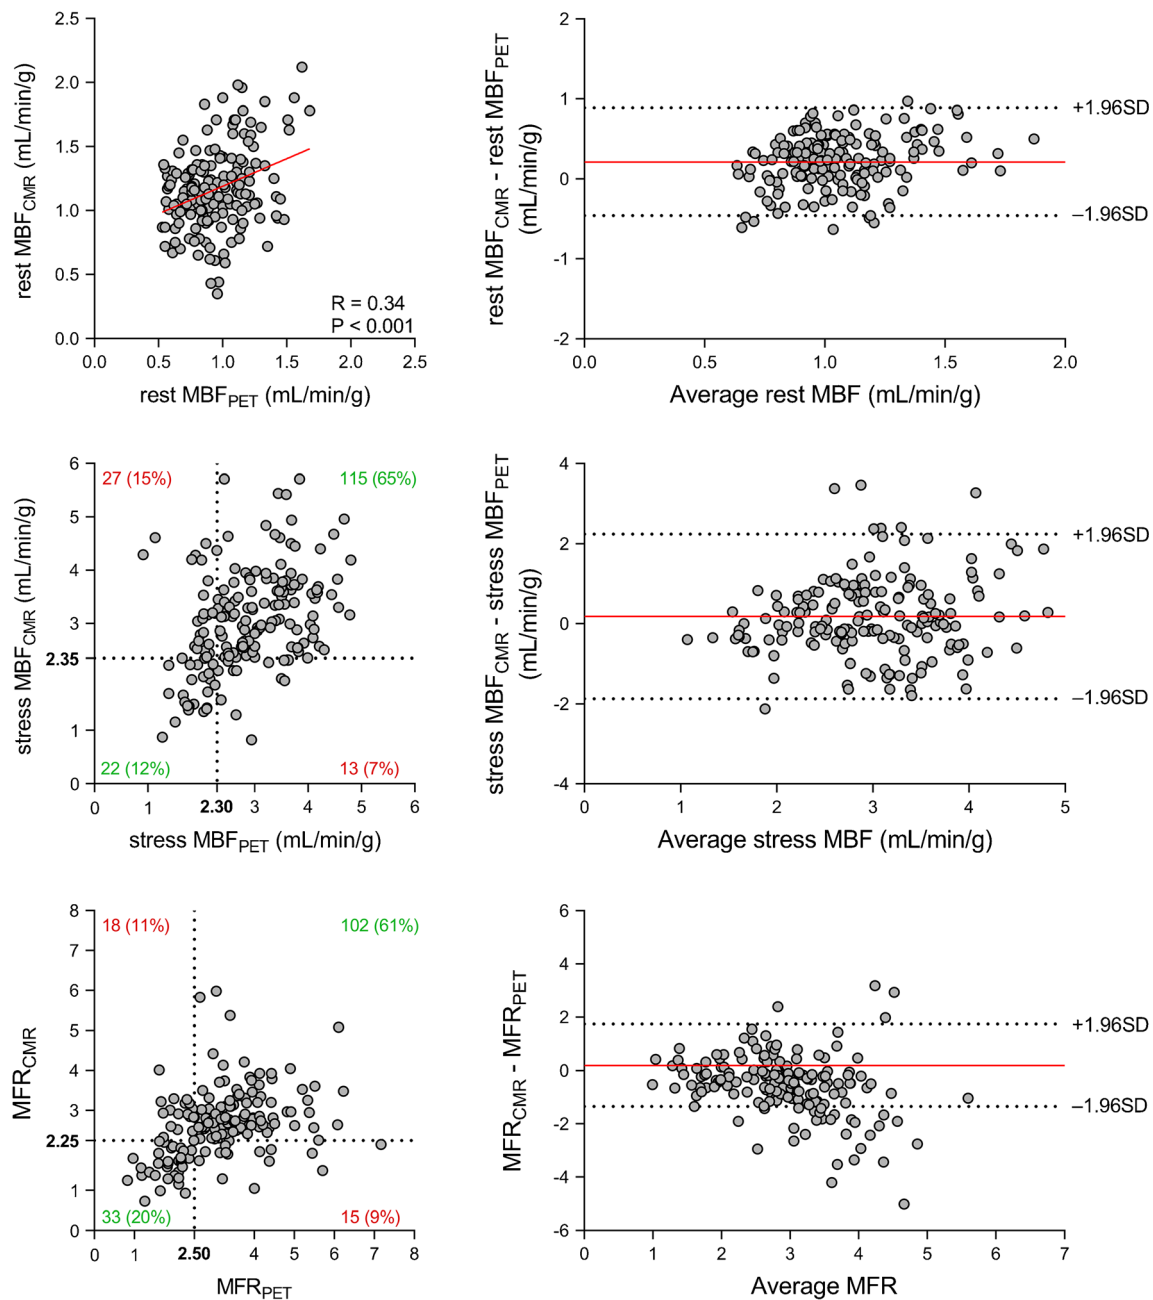 2.5
2.0
1.5
1.0
0.5
0.0
rest MBFCMR (mL/min/g)
R = 0.34
P < 0.001
0.0 0.5 1.0 1.5 2.0 2.5
rest MBFPET (mL/min/g)
2
1
0
-1
-2
rest MBFCMR - rest MBFPET
(mL/min/g)
+1.96SD
–1.96SD
0.0 0.5 1.0 1.5 2.0
Average rest MBF (mL/min/g)
6
5
4
3
2.35
1
0
stress MBFCMR (mL/min/g)
27 (15%) 115 (65%)
22 (12%) 13 (7%)
0 1 2.30 3 4 5 6
stress MBFPET (mL/min/g)
4
2
0
-2
-4
stress MBFCMR - stress MBFPET
(mL/min/g)
+1.96SD
–1.96SD
0 1 2 3 4 5
Average stress MBF (mL/min/g)
8
7
6
5
4
3
2.25
1
0
MFRCMR
18 (11%) 102 (61%)
33 (20%) 15 (9%)
0 1 2.50 4 5 6 7 8
MFRPET
6
4
2
0
-2
-4
-6
MFRCMR - MFRPET
+1.96SD
–1.96SD
0 1 2 3 4 5 6 7
Average MFR